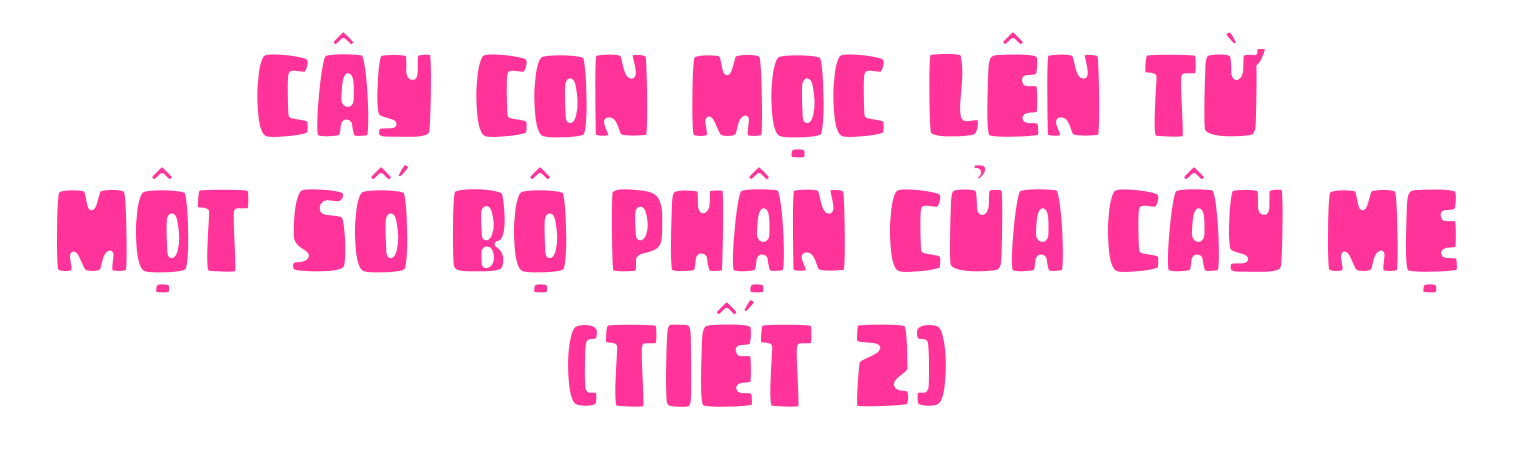 CÂY CON MỌC LÊN TỪ
MỘT SỐ BỘ PHẬN CỦA CÂY MẸ
(TIẾT 2)